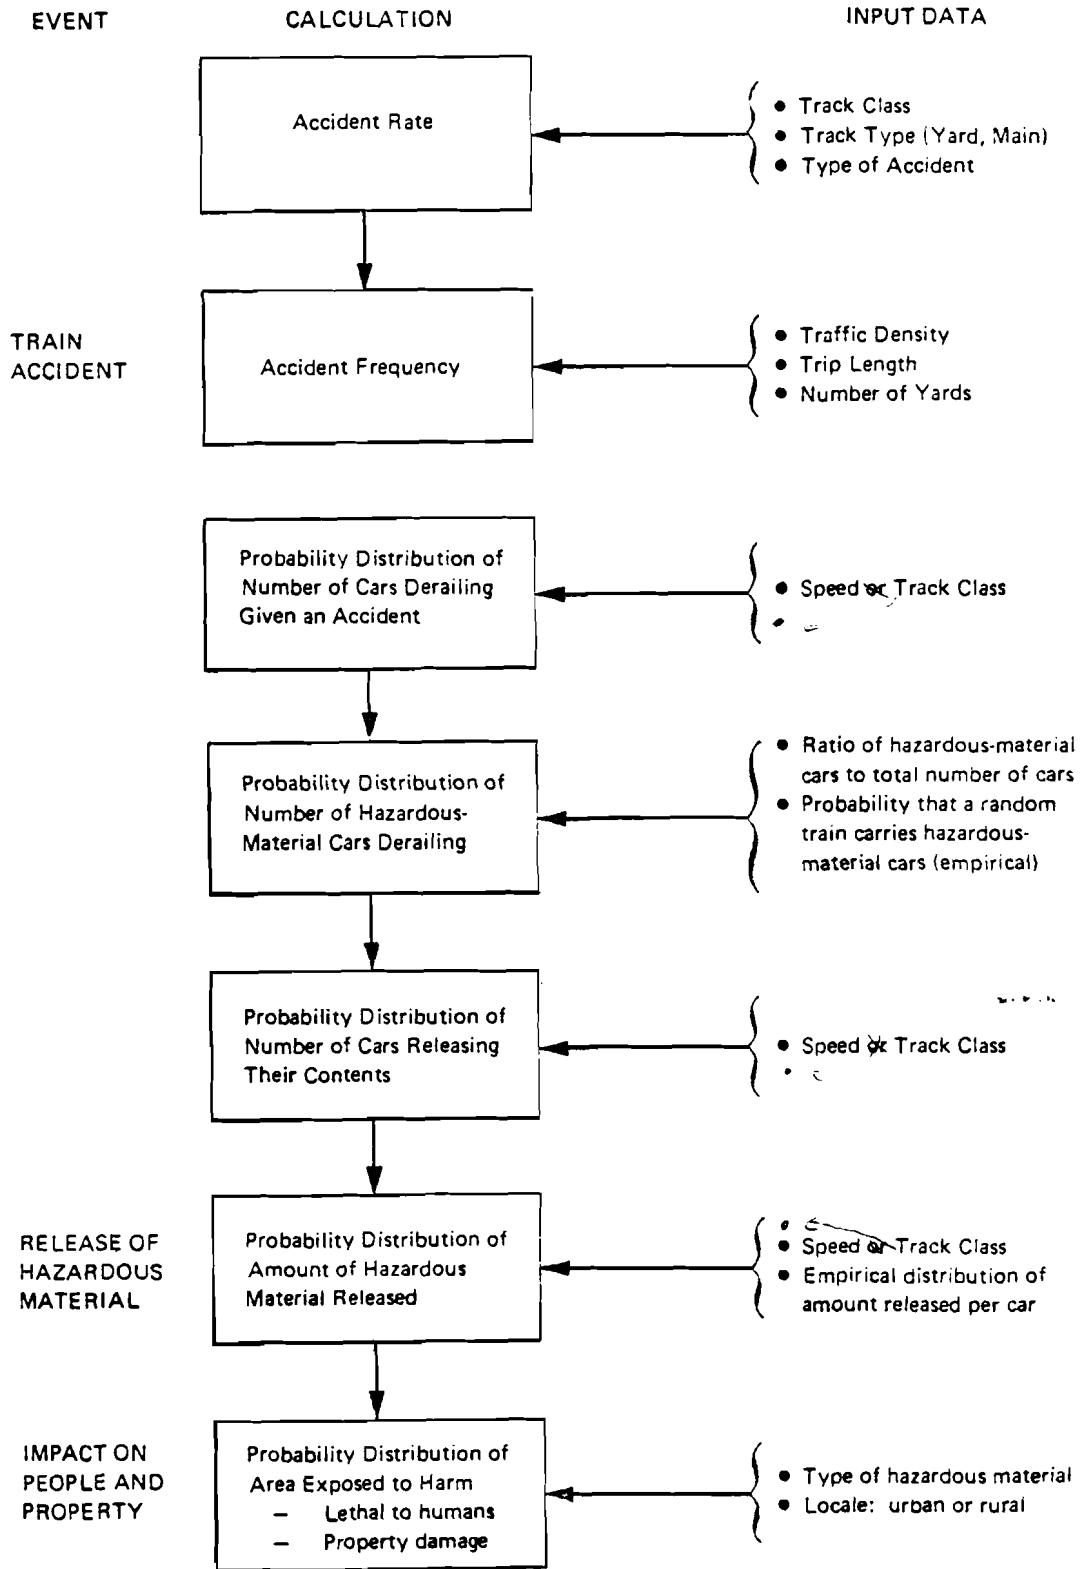 EVENT
CALCULATION
INPUT DATA
Accident Rate
• Track Class
• Track Type (Yard, Main)
• Type of Accident
TRAIN
ACCIDENT
Accident Frequency
• Traffic Density
• Trip Length
• Number of Yards
Probability Distribution of
Number of Cars Derailing
Given an Accident
• Speed or Track Class
Probability Distribution of
Number of Hazardous-
Material Cars Derailing
• Ratio of hazardous-material
cars to total number of cars
• Probability that a random
train carries hazardous-
material cars (empirical)
Probability Distribution of
Number of Cars Releasing
Their Contents
• Speed or Track Class
RELEASE OF
HAZARDOUS
MATERIAL
Probability Distribution of
Amount of Hazardous
Material Released
• Speed or Track Class
• Empirical distribution of
amount released per car
IMPACT ON
PEOPLE AND
PROPERTY
Probability Distribution of
Area Exposed to Harm
– Lethal to humans
– Property damage
• Type of hazardous material
• Locale: urban or rural